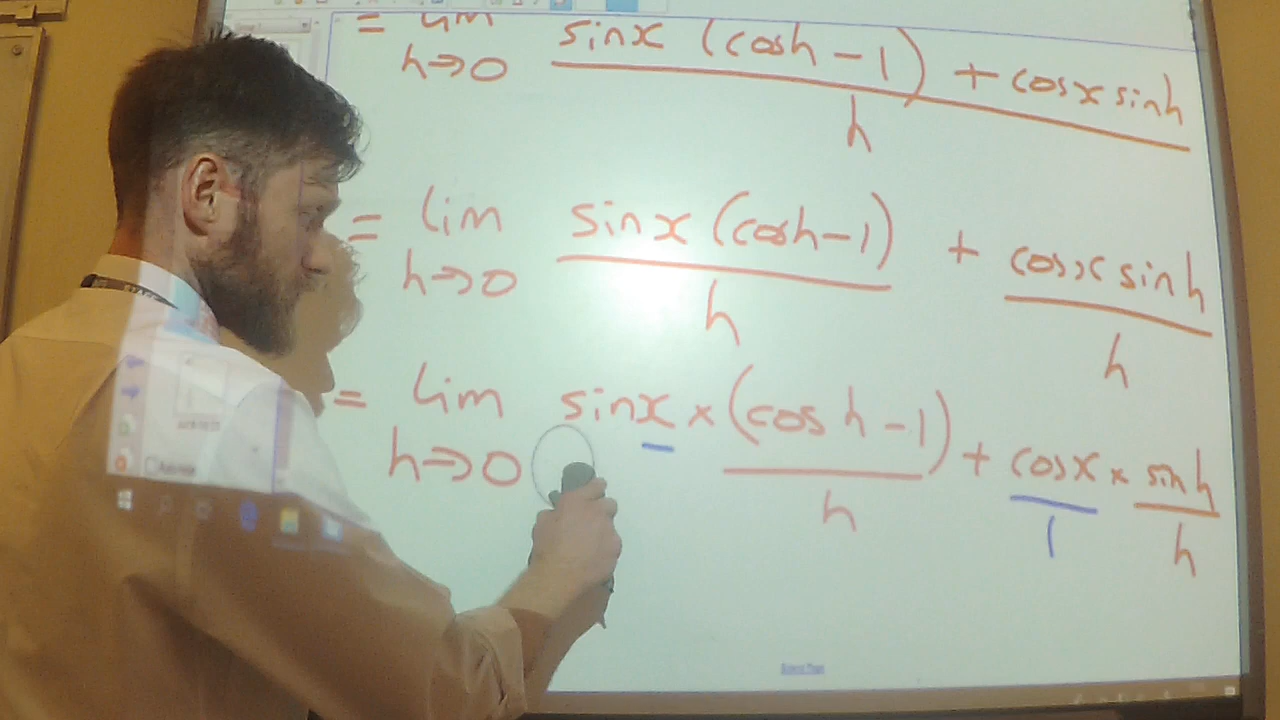 = lim sinx (cosh - 1) + cosx sinh
h→0 h
= lim sinx (cosh-1) + cosx sinh
h→0 h h
= lim sinx × (cosh - 1) + cosx × sinh
h→0 h 1 h